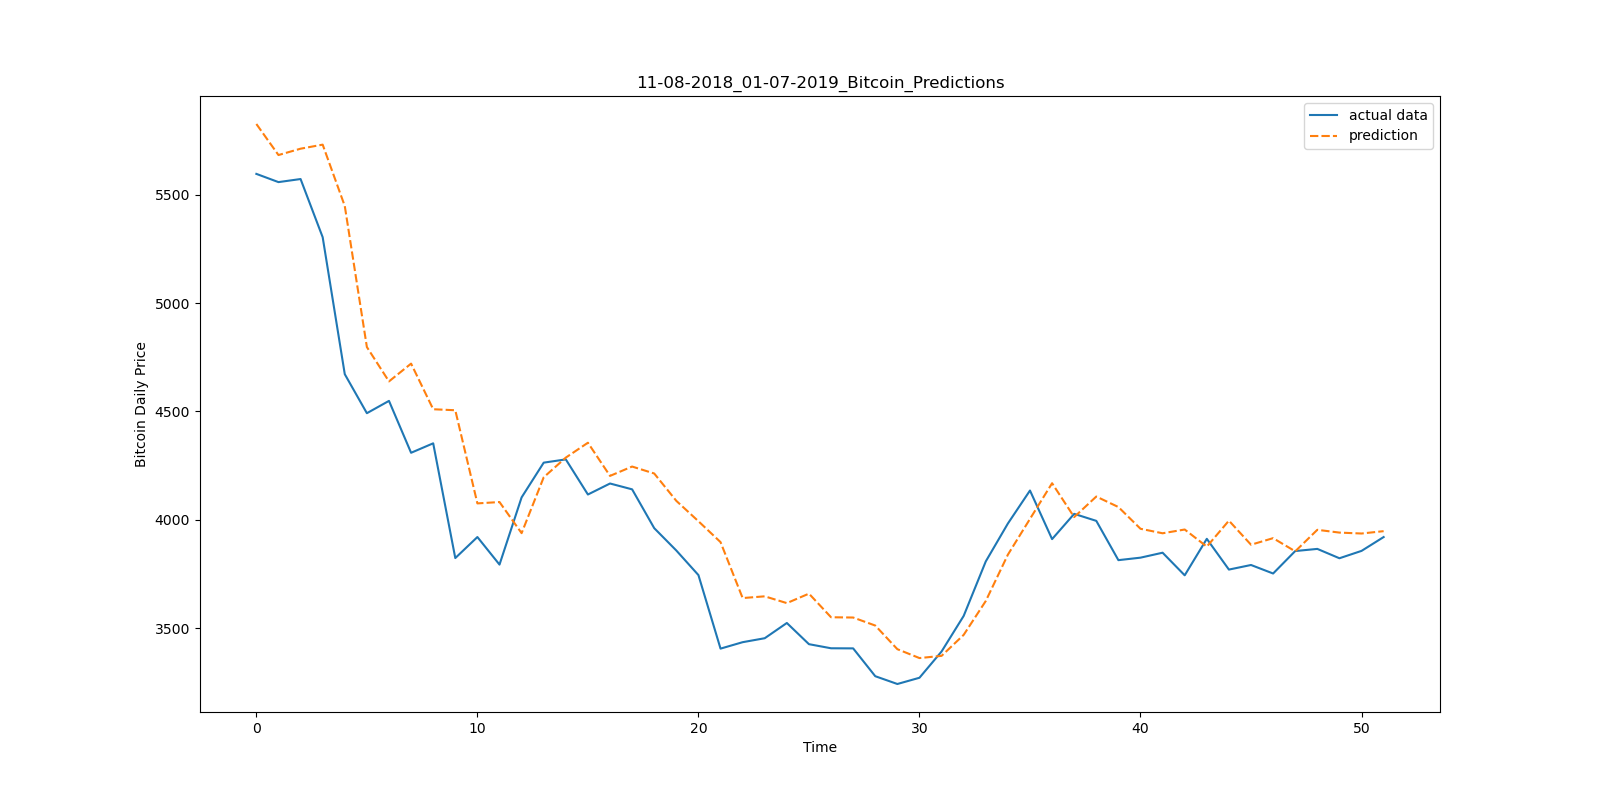 11-08-2018_01-07-2019_Bitcoin_Predictions
actual data
prediction
5500
5000
4500
4000
3500
Bitcoin Daily Price
0 10 20 30 40 50
Time